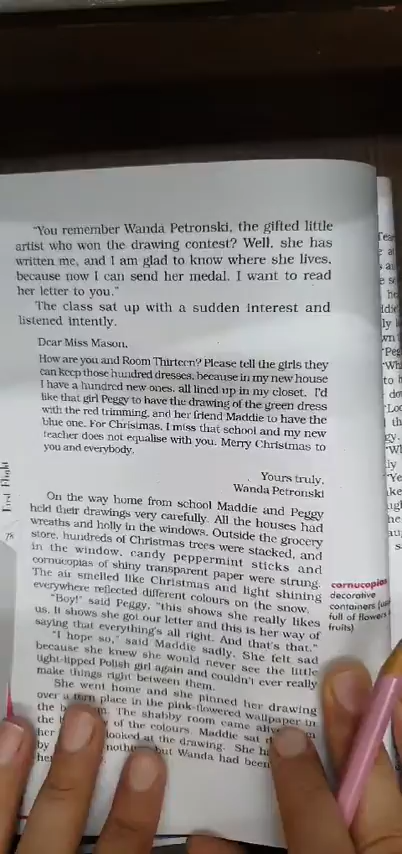 "You remember Wanda Petronski, the gifted little
artist who won the drawing contest? Well, she has
written me, and I am glad to know where she lives,
because now I can send her medal. I want to read
her letter to you."
The class sat up with a sudden interest and
listened intently.
Dear Miss Mason,
How are you and Room Thirteen? Please tell the girls they
can keep those hundred dresses, because in my new house
I have a hundred new ones, all lined up in my closet. I'd
like that girl Peggy to have the drawing of the green dress
with the red trimming, and her friend Maddie to have the
blue one. For Christmas, I miss that school and my new
teacher does not equalise with you. Merry Christmas to
you and everybody.
Yours truly,
Wanda Petronski
On the way home from school Maddie and Peggy
held their drawings very carefully. All the houses had
wreaths and holly in the windows. Outside the grocery
store, hundreds of Christmas trees were stacked, and
in the window, candy peppermint sticks and
cornucopias of shiny transparent paper were strung.
The air smelled like Christmas and light shining
everywhere reflected different colours on the snow.
"Boy!" said Peggy, "this shows she really likes
us. It shows she got our letter and this is her way of
saying that everything's all right. And that's that."
"I hope so," said Maddie sadly. She felt sad
because she knew she would never see the little
tight-lipped Polish girl again and couldn't ever really
make things right between them.
She went home and she pinned her drawing
over a torn place in the pink-flowered wallpaper in
the. The shabby room came alive
the of the colours. Maddie sat
her looked at the drawing. She
by but Wanda had been
cornucopias
decorative
containers
full of flowers
fruits)
First Flight
78